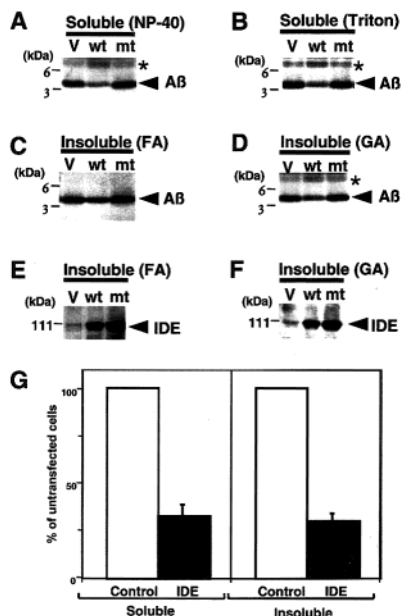 A
Soluble (NP-40)
(kDa) V wt mt
6
3
*
Aß
B
Soluble (Triton)
(kDa) V wt mt
6
3
*
Aß
C
Insoluble (FA)
(kDa) V wt mt
6
3
Aß
D
Insoluble (GA)
(kDa) V wt mt
6
3
*
Aß
E
Insoluble (FA)
(kDa) V wt mt
111
IDE
F
Insoluble (GA)
(kDa) V wt mt
111
IDE
G
% of untransfected cells
100
50
0
Control IDE Control IDE
Soluble Insoluble